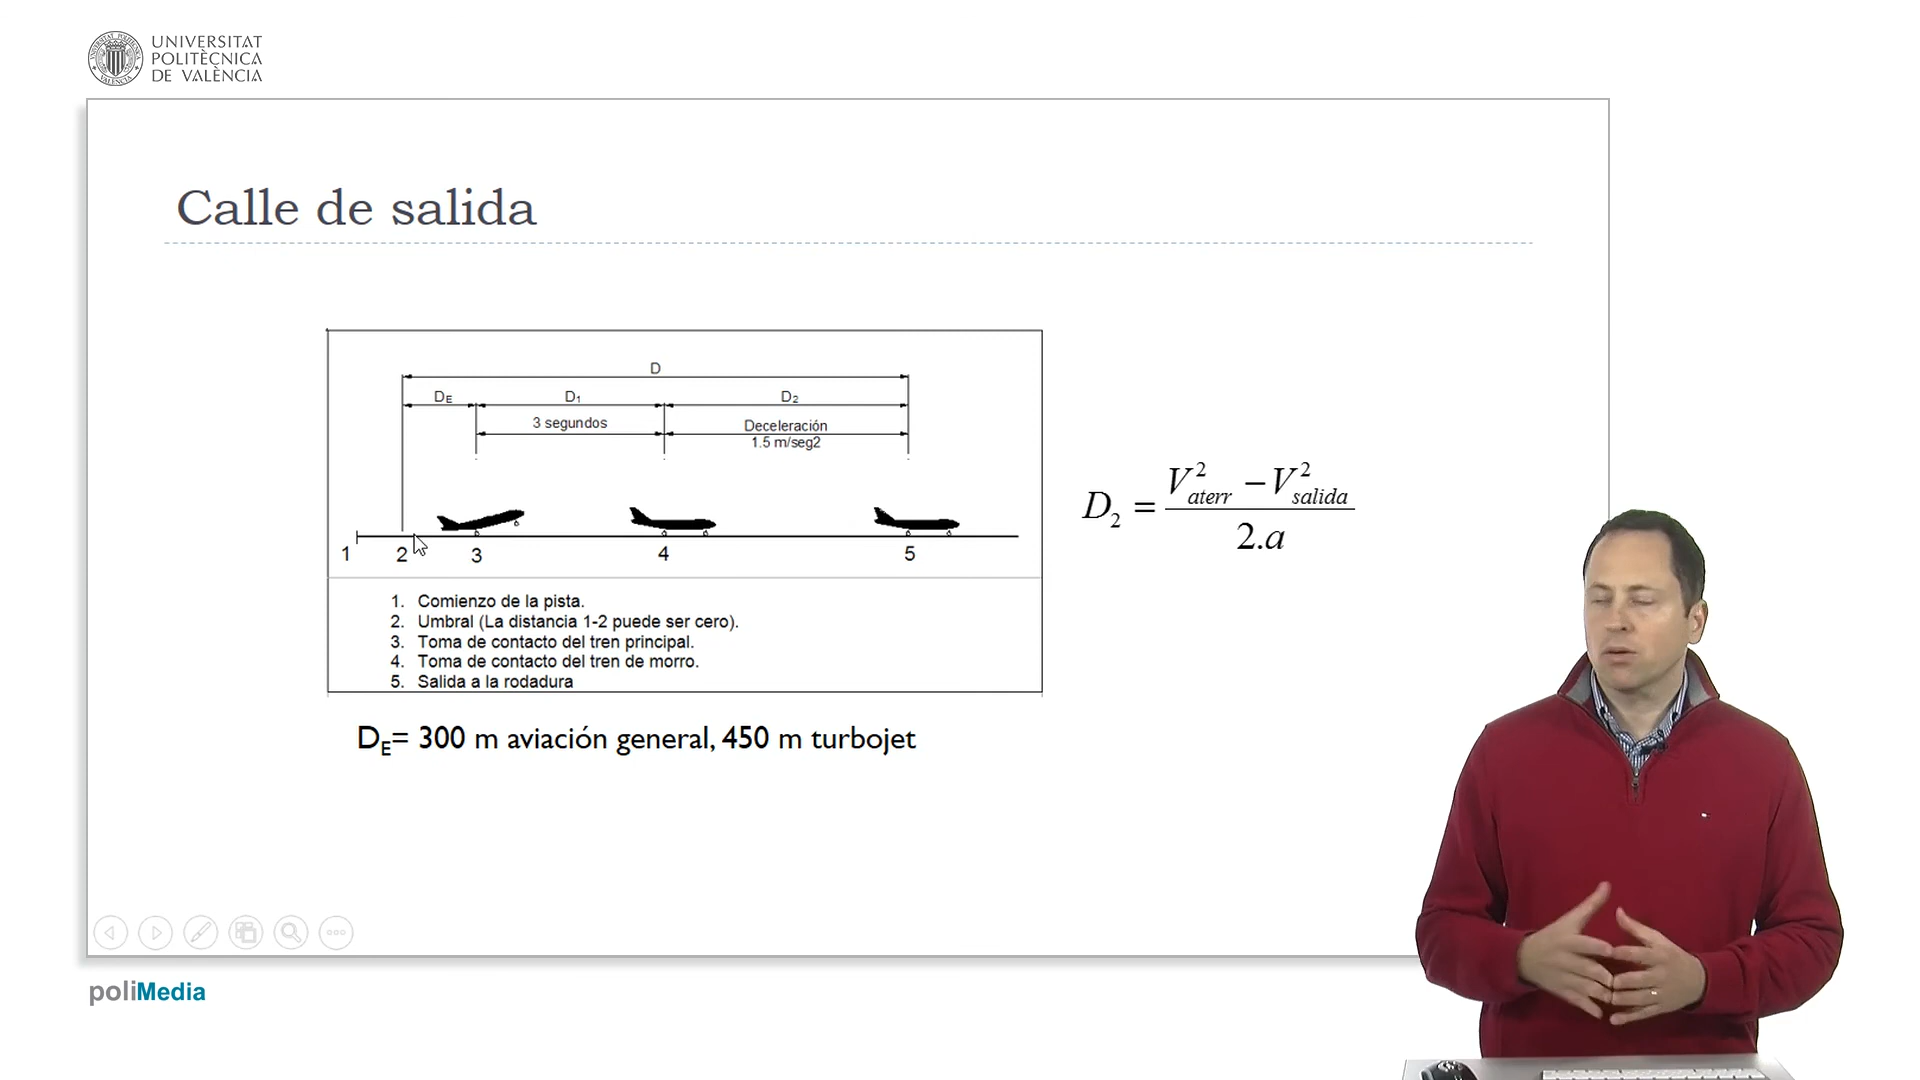 UNIVERSITAT
POLITÈCNICA
DE VALÈNCIA
Calle de salida
D
DE D1 D2
3 segundos Deceleración
1.5 m/seg2
1 2 3 4 5
1. Comienzo de la pista.
2. Umbral (La distancia 1-2 puede ser cero).
3. Toma de contacto del tren principal.
4. Toma de contacto del tren de morro.
5. Salida a la rodadura
D₂ = (V²aterr − V²salida) / 2.a
DE= 300 m aviación general, 450 m turbojet
poliMedia